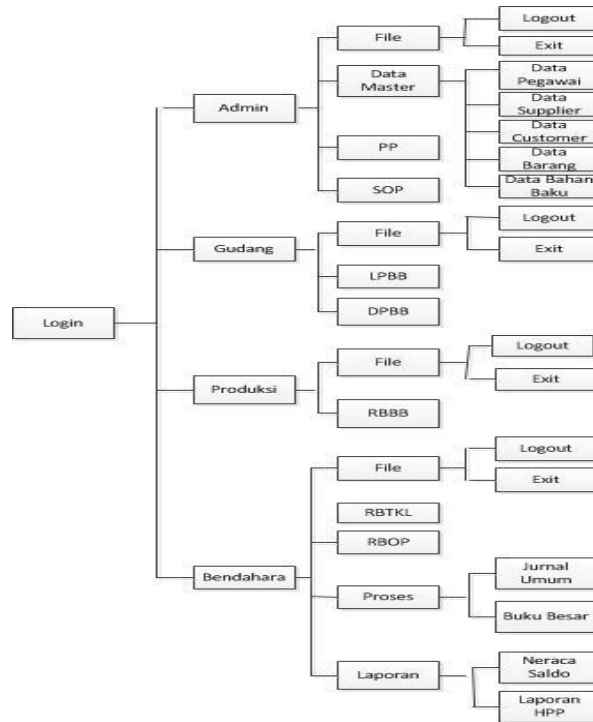 Login
Admin
File
Logout
Exit
Data
Master
Data
Pegawai
Data
Supplier
Data
Customer
Data
Barang
Data Bahan
Baku
PP
SOP
Gudang
File
Logout
Exit
LPBB
DPBB
Produksi
File
Logout
Exit
RBBB
Bendahara
File
Logout
Exit
RBTKL
RBOP
Proses
Jurnal
Umum
Buku Besar
Laporan
Neraca
Saldo
Laporan
HPP